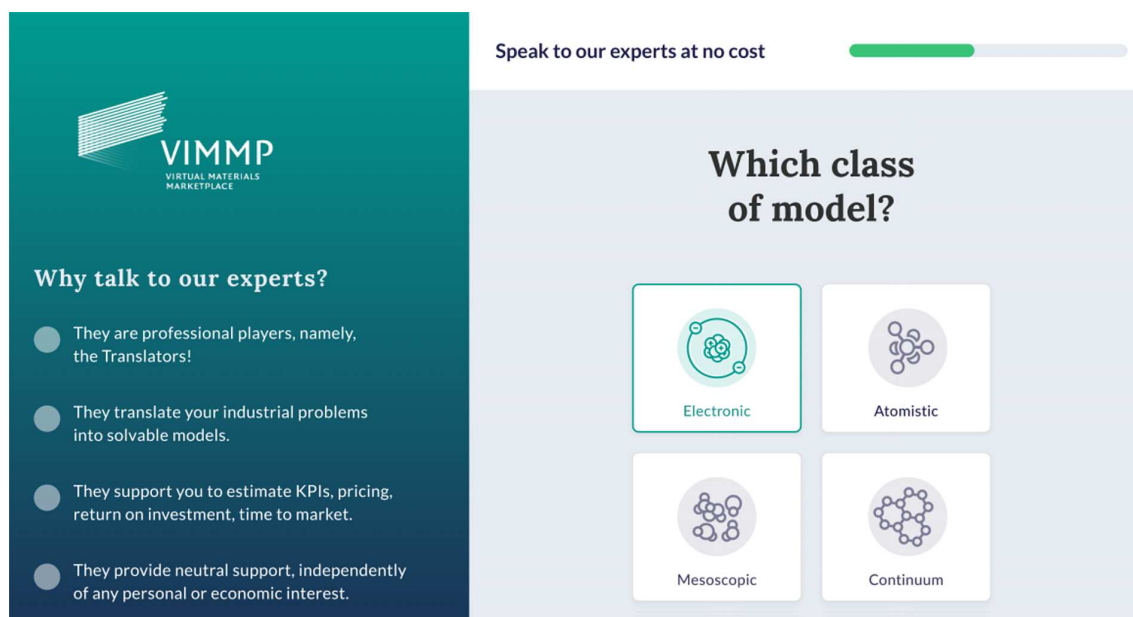 VIMMP
VIRTUAL MATERIALS
MARKETPLACE
Why talk to our experts?
They are professional players, namely,
the Translators!
They translate your industrial problems
into solvable models.
They support you to estimate KPIs, pricing,
return on investment, time to market.
They provide neutral support, independently
of any personal or economic interest.
Speak to our experts at no cost
Which class
of model?
Electronic
Atomistic
Mesoscopic
Continuum